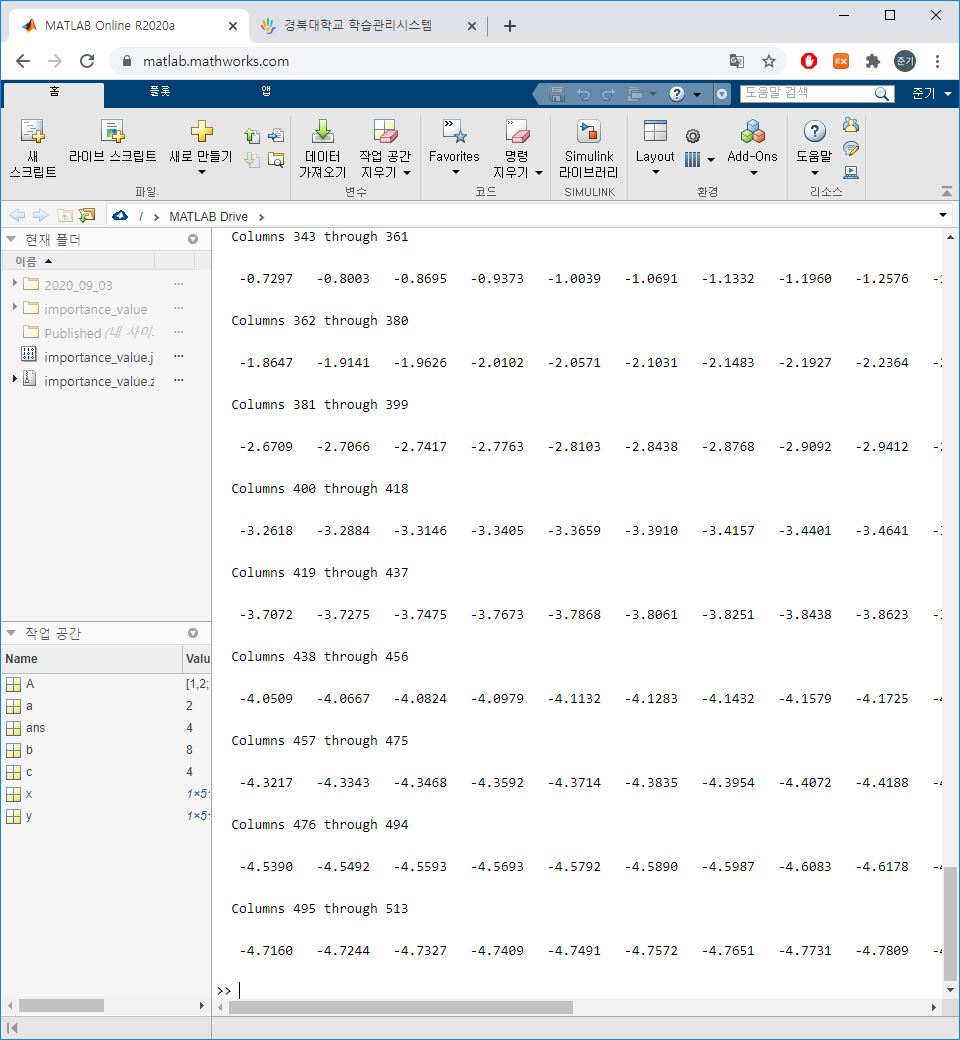 MATLAB Online R2020a
경북대학교 학습관리시스템
matlab.mathworks.com
EX
준기
홈 플롯 앱
도움말 검색
준기
새 스크립트
라이브 스크립트
새로 만들기
데이터 가져오기
작업 공간 지우기
Favorites
명령 지우기
Simulink 라이브러리
Layout
Add-Ons
도움말
파일 변수 코드 SIMULINK 환경 리소스
/ > MATLAB Drive >
현재 폴더
이름
2020_09_03
importance_value
Published (내 사이
importance_value.j
importance_value.z
작업 공간
Name Valu
A [1,2;
a 2
ans 4
b 8
c 4
x 1×51
y 1×51
Columns 343 through 361
-0.7297 -0.8003 -0.8695 -0.9373 -1.0039 -1.0691 -1.1332 -1.1960 -1.2576
Columns 362 through 380
-1.8647 -1.9141 -1.9626 -2.0102 -2.0571 -2.1031 -2.1483 -2.1927 -2.2364
Columns 381 through 399
-2.6709 -2.7066 -2.7417 -2.7763 -2.8103 -2.8438 -2.8768 -2.9092 -2.9412
Columns 400 through 418
-3.2618 -3.2884 -3.3146 -3.3405 -3.3659 -3.3910 -3.4157 -3.4401 -3.4641
Columns 419 through 437
-3.7072 -3.7275 -3.7475 -3.7673 -3.7868 -3.8061 -3.8251 -3.8438 -3.8623
Columns 438 through 456
-4.0509 -4.0667 -4.0824 -4.0979 -4.1132 -4.1283 -4.1432 -4.1579 -4.1725
Columns 457 through 475
-4.3217 -4.3343 -4.3468 -4.3592 -4.3714 -4.3835 -4.3954 -4.4072 -4.4188
Columns 476 through 494
-4.5390 -4.5492 -4.5593 -4.5693 -4.5792 -4.5890 -4.5987 -4.6083 -4.6178
Columns 495 through 513
-4.7160 -4.7244 -4.7327 -4.7409 -4.7491 -4.7572 -4.7651 -4.7731 -4.7809
>>